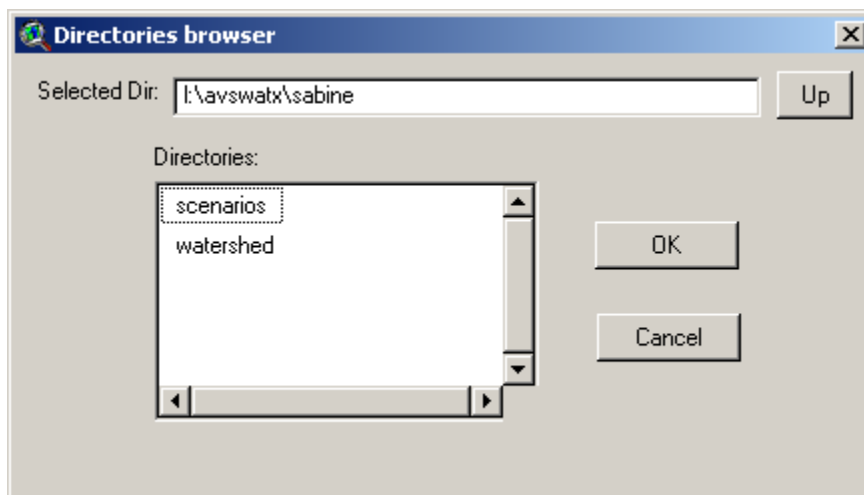 Directories browser
Selected Dir: I:\avswatx\sabine Up
Directories:
scenarios
watershed
OK
Cancel